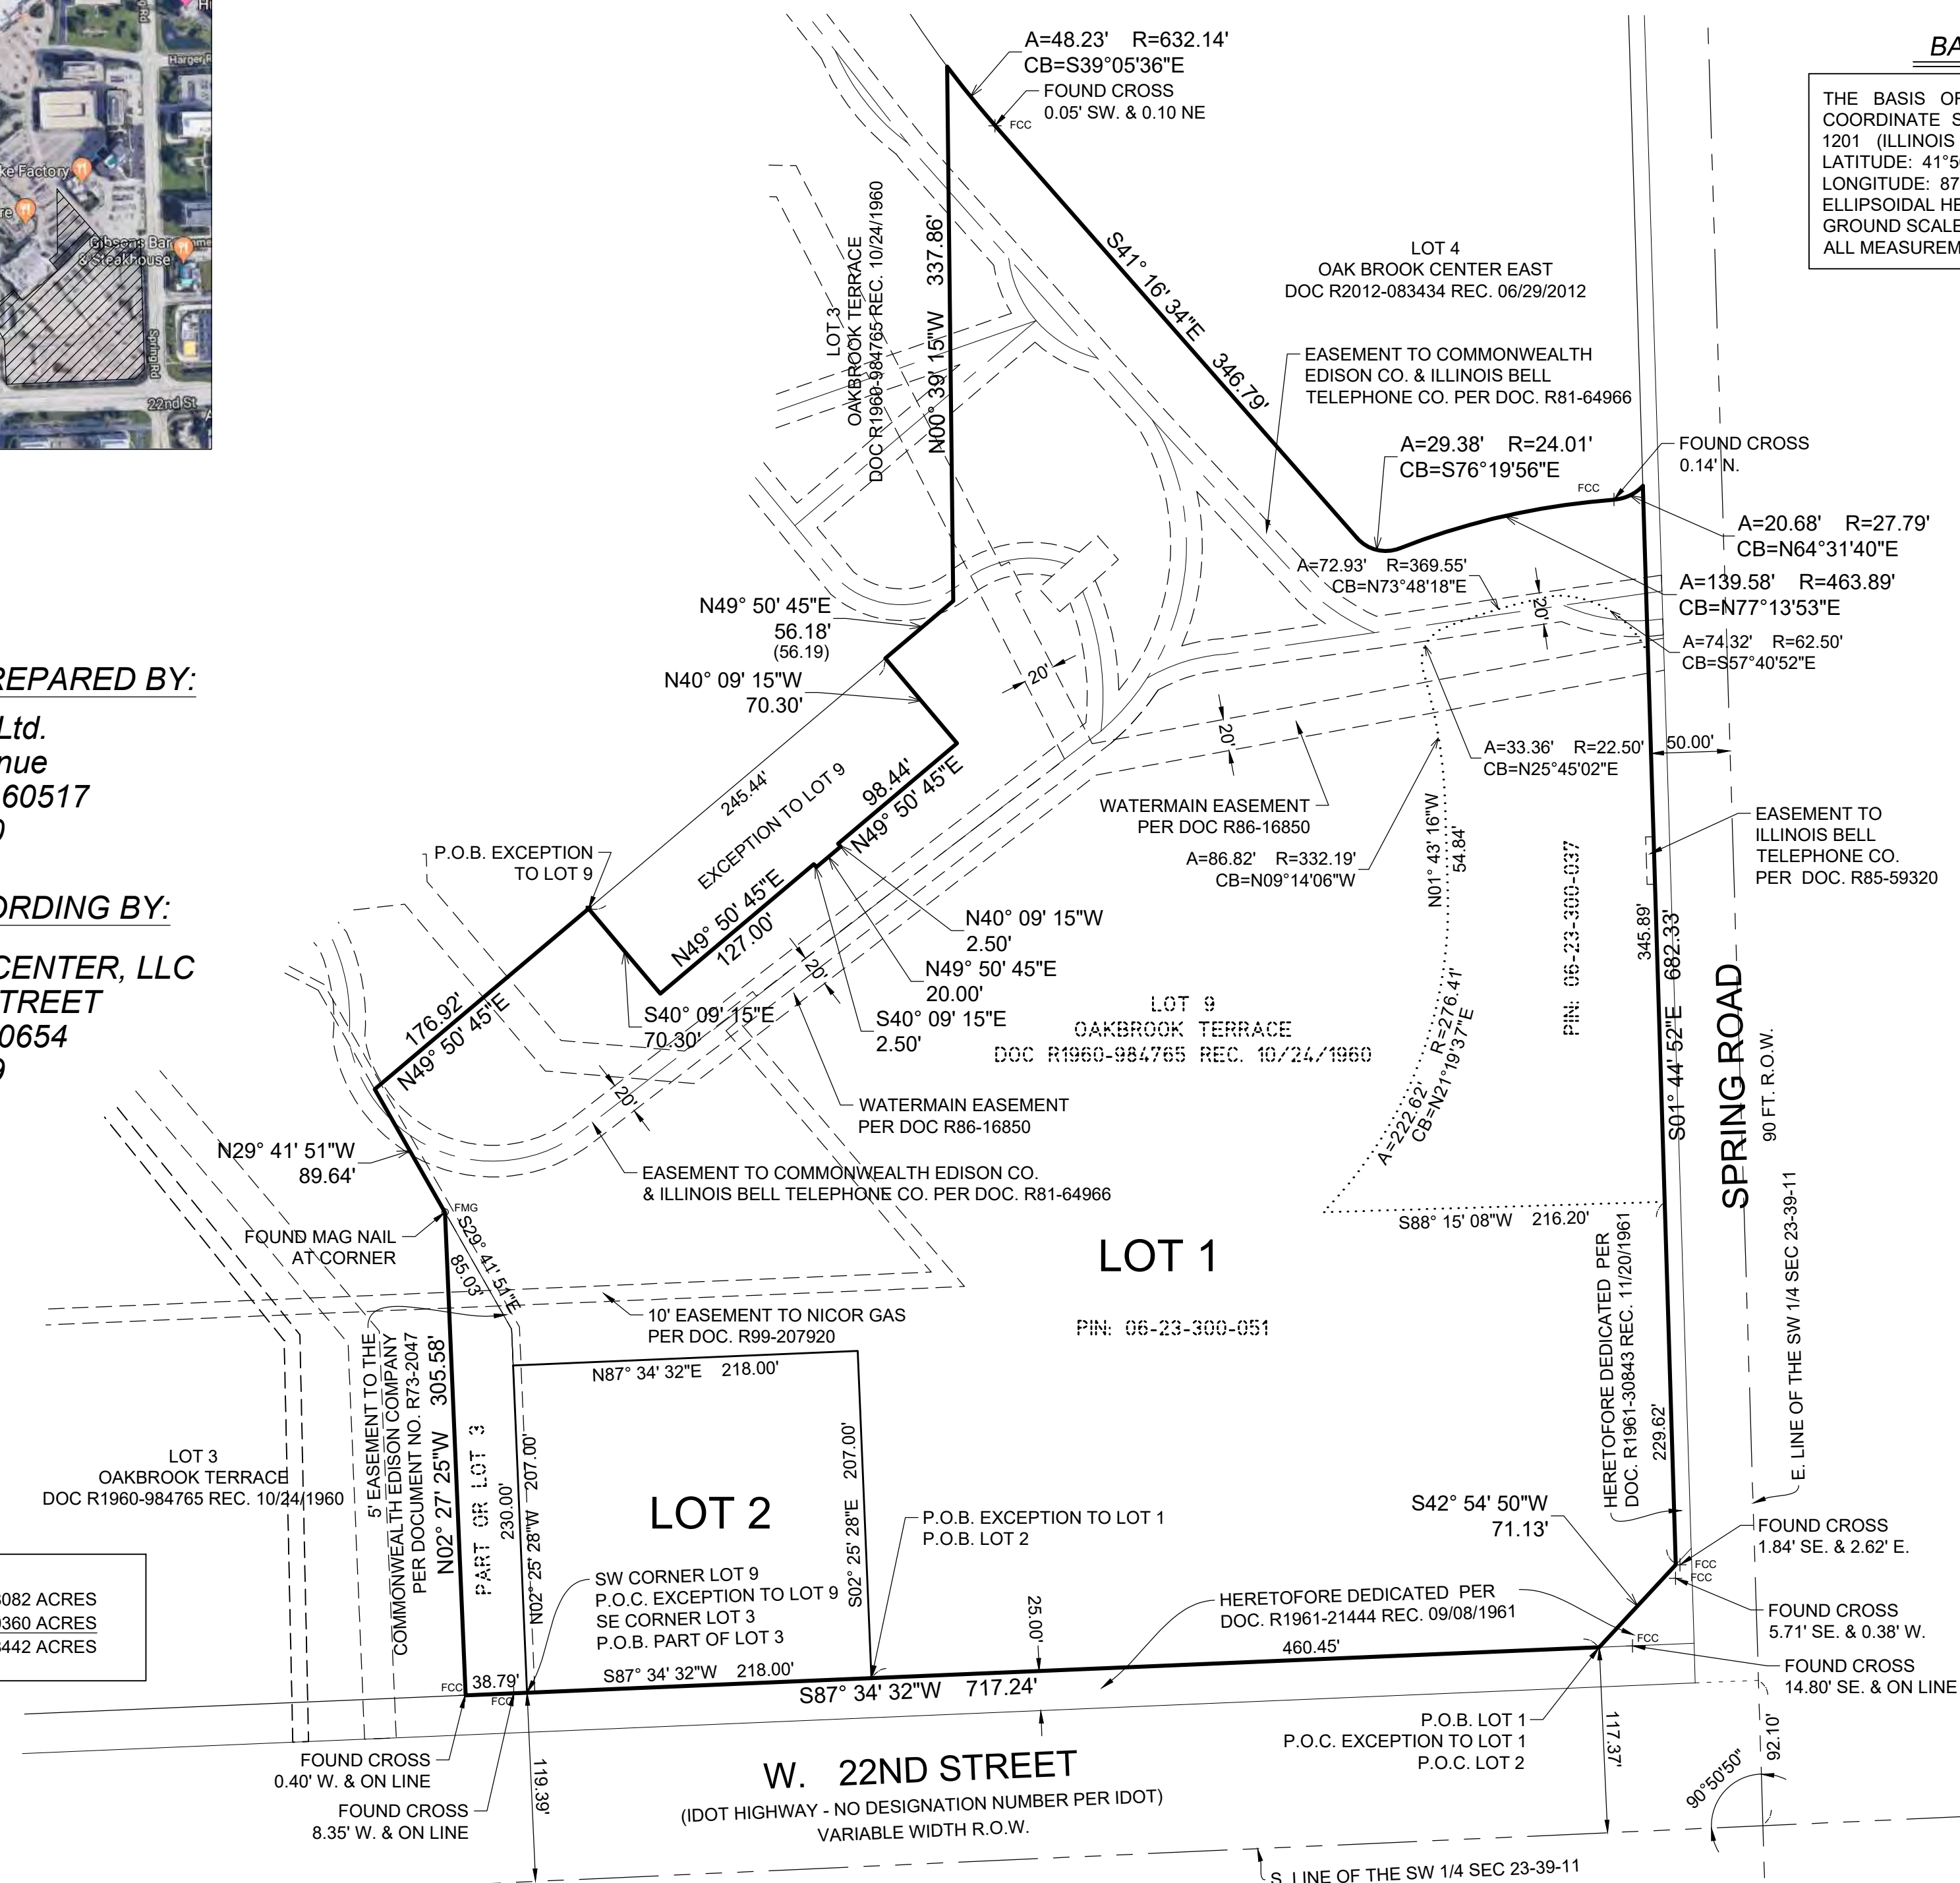 Harger R
ke Factory
re
Gibsons Bar
& Steakhouse
Spring Rd
22nd St
BA
THE BASIS OF
COORDINATE S
1201 (ILLINOIS
LATITUDE: 41°5
LONGITUDE: 87
ELLIPSOIDAL HE
GROUND SCALE
ALL MEASUREM
A=48.23' R=632.14'
CB=S39°05'36"E
FOUND CROSS
0.05' SW. & 0.10 NE
FCC
LOT 3
OAKBROOK TERRACE
DOC R1960-984765 REC. 10/24/1960
N00° 39' 15"W 337.86'
S41° 16' 34"E 346.79'
LOT 4
OAK BROOK CENTER EAST
DOC R2012-083434 REC. 06/29/2012
EASEMENT TO COMMONWEALTH
EDISON CO. & ILLINOIS BELL
TELEPHONE CO. PER DOC. R81-64966
A=29.38' R=24.01'
CB=S76°19'56"E
FOUND CROSS
0.14' N.
FCC
A=20.68' R=27.79'
CB=N64°31'40"E
A=139.58' R=463.89'
CB=N77°13'53"E
A=72.93' R=369.55'
CB=N73°48'18"E
20'
A=74.32' R=62.50'
CB=S57°40'52"E
N49° 50' 45"E
56.18'
(56.19)
N40° 09' 15"W
70.30'
20'
20'
50.00'
A=33.36' R=22.50'
CB=N25°45'02"E
REPARED BY:
Ltd.
nue
60517
0
ORDING BY:
CENTER, LLC
TREET
0654
9
245.44'
EXCEPTION TO LOT 9
98.44'
N49° 50' 45"E
WATERMAIN EASEMENT
PER DOC R86-16850
A=86.82' R=332.19'
CB=N09°14'06"W
N01° 43' 16"W
54.84'
PIN: 06-23-300-037
EASEMENT TO
ILLINOIS BELL
TELEPHONE CO.
PER DOC. R85-59320
P.O.B. EXCEPTION
TO LOT 9
N49° 50' 45"E
127.00'
N40° 09' 15"W
2.50'
N49° 50' 45"E
20.00'
S40° 09' 15"E
2.50'
20'
S40° 09' 15"E
70.30'
176.92'
N49° 50' 45"E
LOT 9
OAKBROOK TERRACE
DOC R1960-984765 REC. 10/24/1960
345.89'
S01° 44' 52"E 682.33'
SPRING ROAD
90 FT. R.O.W.
A=222.62' R=276.41'
CB=N21°19'37"E
20'
WATERMAIN EASEMENT
PER DOC R86-16850
N29° 41' 51"W
89.64'
EASEMENT TO COMMONWEALTH EDISON CO.
& ILLINOIS BELL TELEPHONE CO. PER DOC. R81-64966
FMG
FOUND MAG NAIL
AT CORNER
S29° 41' 51"E
85.03'
S88° 15' 08"W 216.20'
LOT 1
PIN: 06-23-300-051
10' EASEMENT TO NICOR GAS
PER DOC. R99-207920
N87° 34' 32"E 218.00'
5' EASEMENT TO THE
COMMONWEALTH EDISON COMPANY
PER DOCUMENT NO. R73-2047
N02° 27' 25"W 305.58'
PART OR LOT 3
230.00'
N02° 25' 28"W 207.00'
S02° 25' 28"E 207.00'
HERETOFORE DEDICATED PER
DOC. R1961-30843 REC. 11/20/1961
229.62'
E. LINE OF THE SW 1/4 SEC 23-39-11
LOT 3
OAKBROOK TERRACE
DOC R1960-984765 REC. 10/24/1960
LOT 2
P.O.B. EXCEPTION TO LOT 1
P.O.B. LOT 2
S42° 54' 50"W
71.13'
FOUND CROSS
1.84' SE. & 2.62' E.
FCC
FCC
SW CORNER LOT 9
P.O.C. EXCEPTION TO LOT 9
SE CORNER LOT 3
P.O.B. PART OF LOT 3
HERETOFORE DEDICATED PER
DOC. R1961-21444 REC. 09/08/1961
25.00'
460.45'
FOUND CROSS
5.71' SE. & 0.38' W.
FCC
FOUND CROSS
14.80' SE. & ON LINE
082 ACRES
360 ACRES
442 ACRES
FCC
38.79'
FCC
S87° 34' 32"W 218.00'
S87° 34' 32"W 717.24'
P.O.B. LOT 1
P.O.C. EXCEPTION TO LOT 1
P.O.C. LOT 2
117.37'
92.10'
90°50'50"
FOUND CROSS
0.40' W. & ON LINE
FOUND CROSS
8.35' W. & ON LINE
119.39'
W. 22ND STREET
(IDOT HIGHWAY - NO DESIGNATION NUMBER PER IDOT)
VARIABLE WIDTH R.O.W.
S. LINE OF THE SW 1/4 SEC 23-39-11